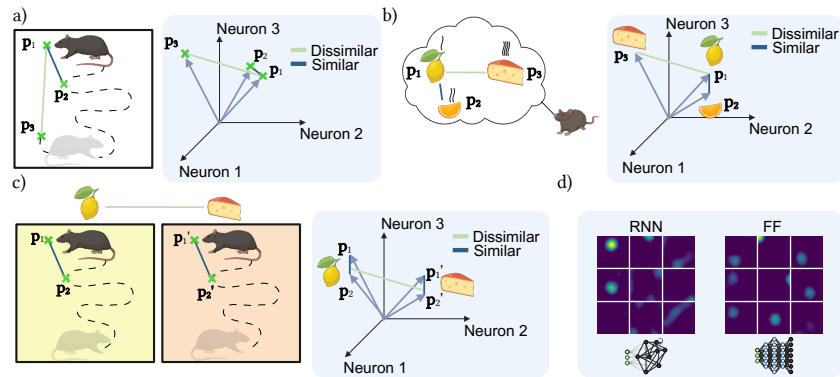 a)
p₁
p₂
p₃
Neuron 3
p₃
p₂
p₁
Dissimilar
Similar
Neuron 2
Neuron 1
b)
p₁
p₃
p₂
Neuron 3
Dissimilar
Similar
p₃
p₁
p₂
Neuron 2
Neuron 1
c)
p₁
p₂
p₁'
p₂'
Neuron 3
Dissimilar
Similar
p₁
p₂
p₁'
p₂'
Neuron 2
Neuron 1
d)
RNN
FF